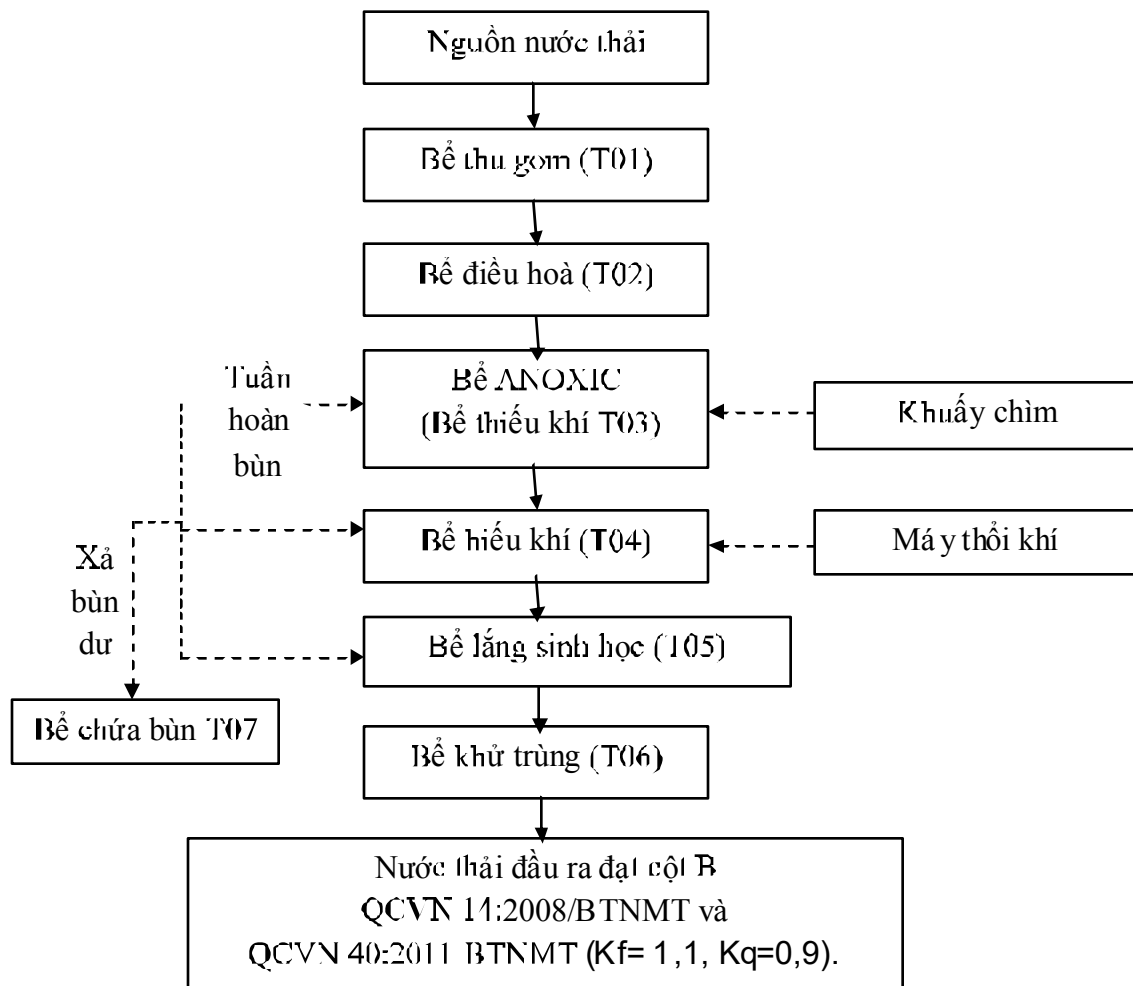 Nguồn nước thải
Bể thu gom (T01)
Bể điều hoà (T02)
Tuần
hoàn
bùn
Bể ANOXIC
(Bể thiếu khí T03)
Khuấy chìm
Bể hiếu khí (T04)
Máy thổi khí
Xả
bùn
dư
Bể lắng sinh học (T05)
Bể chứa bùn T07
Bể khử trùng (T06)
Nước thải đầu ra đạt cột B
QCVN 14:2008/BTNMT và
QCVN 40:2011 BTNMT (Kf= 1,1, Kq=0,9).